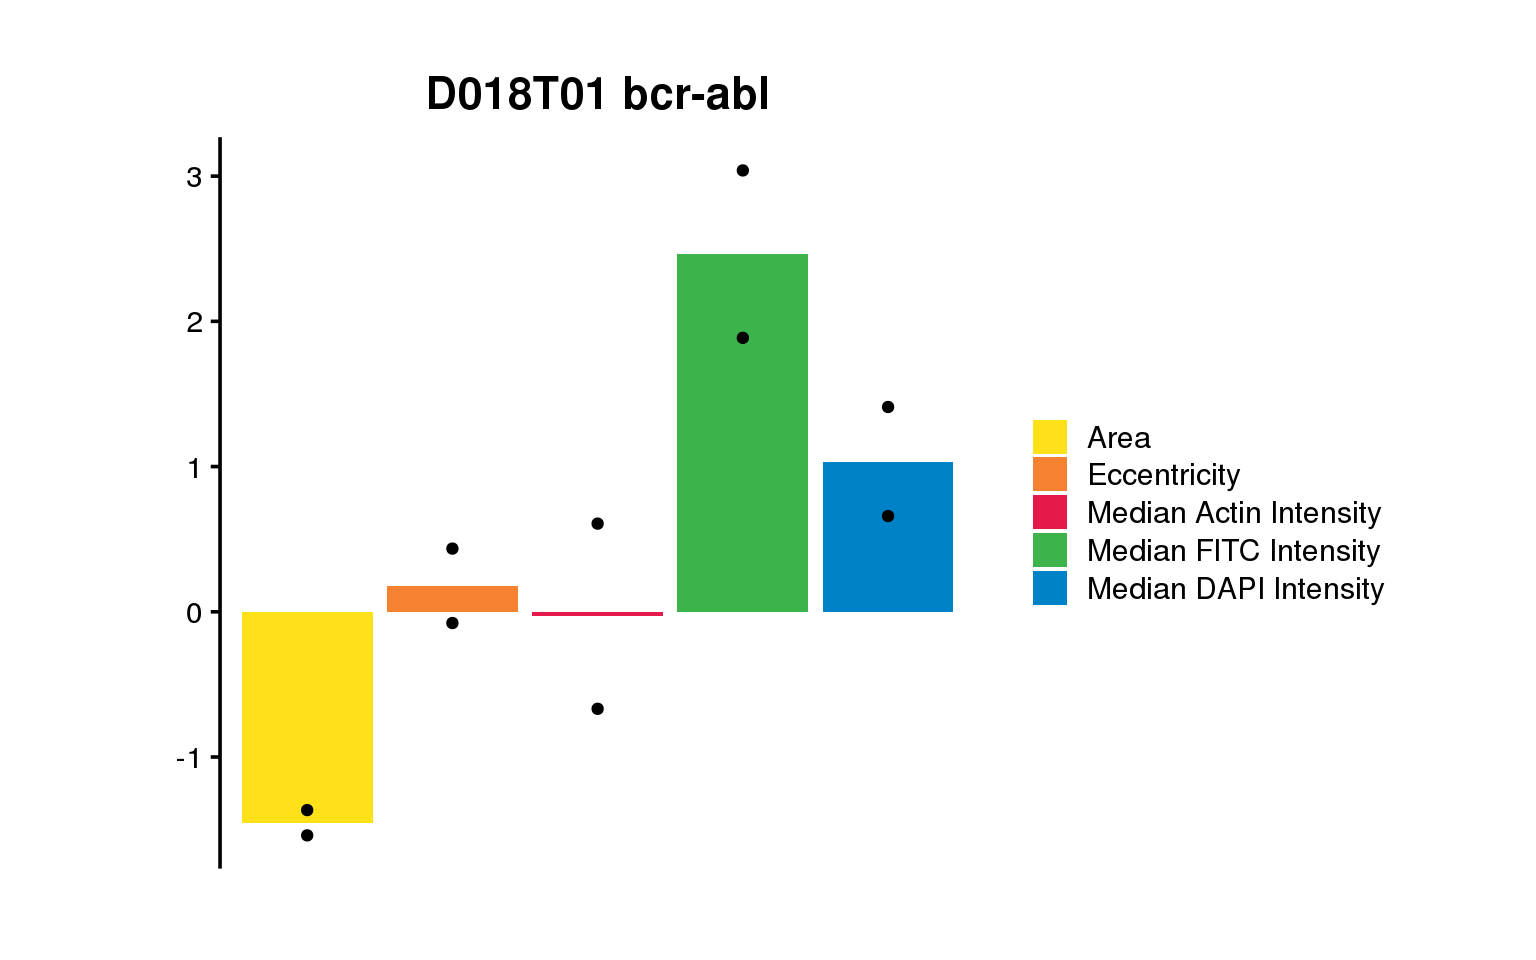 D018T01 bcr-abl
3
2
1
0
-1
Area
Eccentricity
Median Actin Intensity
Median FITC Intensity
Median DAPI Intensity